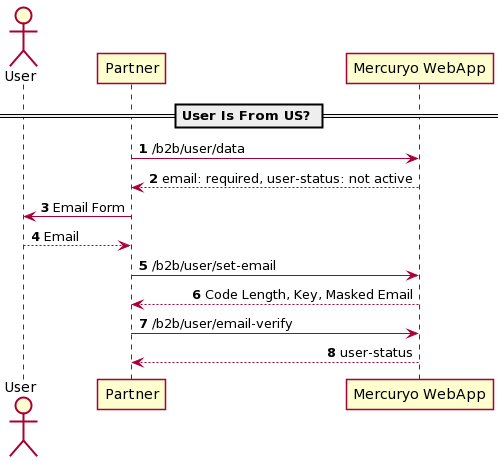 User
Partner
Mercuryo WebApp
User Is From US?
1 /b2b/user/data
2 email: required, user-status: not active
3 Email Form
4 Email
5 /b2b/user/set-email
6 Code Length, Key, Masked Email
7 /b2b/user/email-verify
8 user-status
User
Partner
Mercuryo WebApp